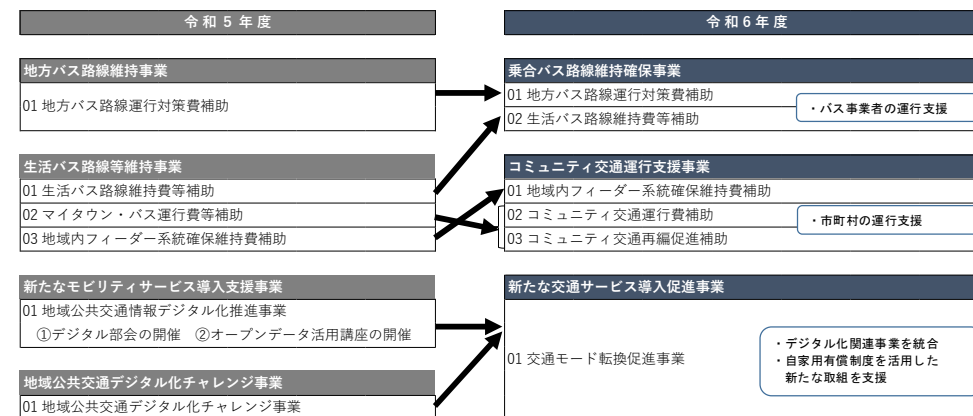 令和５年度
地方バス路線維持事業
01 地方バス路線運行対策費補助
生活バス路線等維持事業
01 生活バス路線維持費等補助
02 マイタウン・バス運行費等補助
03 地域内フィーダー系統確保維持費補助
新たなモビリティサービス導入支援事業
01 地域公共交通情報デジタル化推進事業
①デジタル部会の開催　②オープンデータ活用講座の開催
地域公共交通デジタル化チャレンジ事業
01 地域公共交通デジタル化チャレンジ事業
令和６年度
乗合バス路線維持確保事業
01 地方バス路線運行対策費補助
02 生活バス路線維持費等補助
・バス事業者の運行支援
コミュニティ交通運行支援事業
01 地域内フィーダー系統確保維持費補助
02 コミュニティ交通運行費補助
03 コミュニティ交通再編促進補助
・市町村の運行支援
新たな交通サービス導入促進事業
01 交通モード転換促進事業
・デジタル化関連事業を統合
・自家用有償制度を活用した
新たな取組を支援